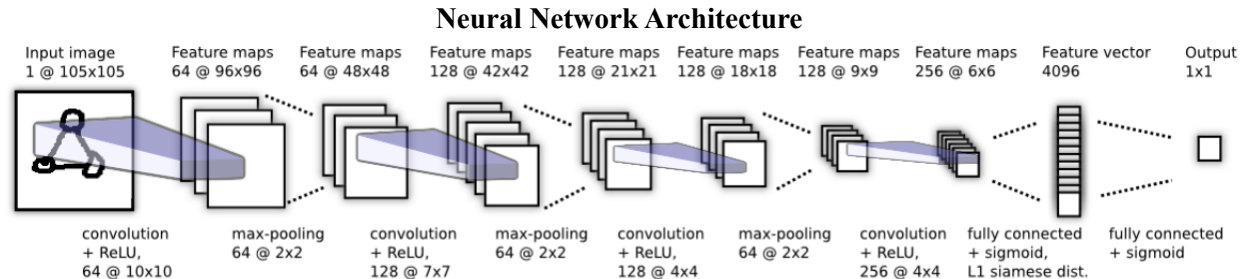 Neural Network Architecture
Input image
1 @ 105x105
Feature maps
64 @ 96x96
Feature maps
64 @ 48x48
Feature maps
128 @ 42x42
Feature maps
128 @ 21x21
Feature maps
128 @ 18x18
Feature maps
128 @ 9x9
Feature maps
256 @ 6x6
Feature vector
4096
Output
1x1
convolution
+ ReLU,
64 @ 10x10
max-pooling
64 @ 2x2
convolution
+ ReLU,
128 @ 7x7
max-pooling
64 @ 2x2
convolution
+ ReLU,
128 @ 4x4
max-pooling
64 @ 2x2
convolution
+ ReLU,
256 @ 4x4
fully connected
+ sigmoid,
L1 siamese dist.
fully connected
+ sigmoid